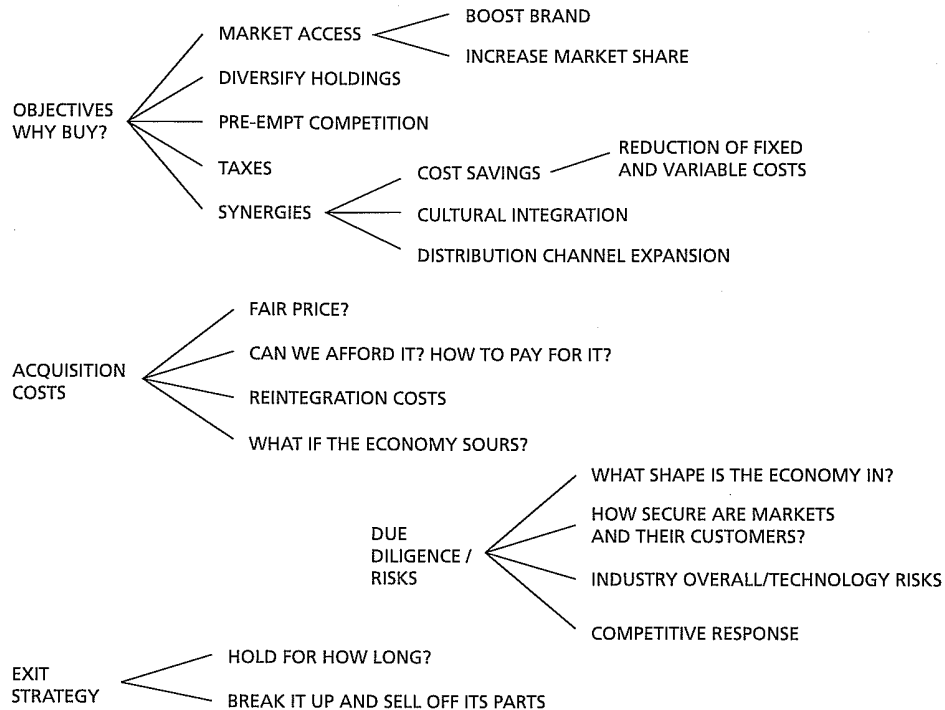 OBJECTIVES
WHY BUY?
MARKET ACCESS
BOOST BRAND
INCREASE MARKET SHARE
DIVERSIFY HOLDINGS
PRE-EMPT COMPETITION
TAXES
SYNERGIES
COST SAVINGS
REDUCTION OF FIXED
AND VARIABLE COSTS
CULTURAL INTEGRATION
DISTRIBUTION CHANNEL EXPANSION
ACQUISITION
COSTS
FAIR PRICE?
CAN WE AFFORD IT? HOW TO PAY FOR IT?
REINTEGRATION COSTS
WHAT IF THE ECONOMY SOURS?
DUE
DILIGENCE /
RISKS
WHAT SHAPE IS THE ECONOMY IN?
HOW SECURE ARE MARKETS
AND THEIR CUSTOMERS?
INDUSTRY OVERALL/TECHNOLOGY RISKS
COMPETITIVE RESPONSE
EXIT
STRATEGY
HOLD FOR HOW LONG?
BREAK IT UP AND SELL OFF ITS PARTS